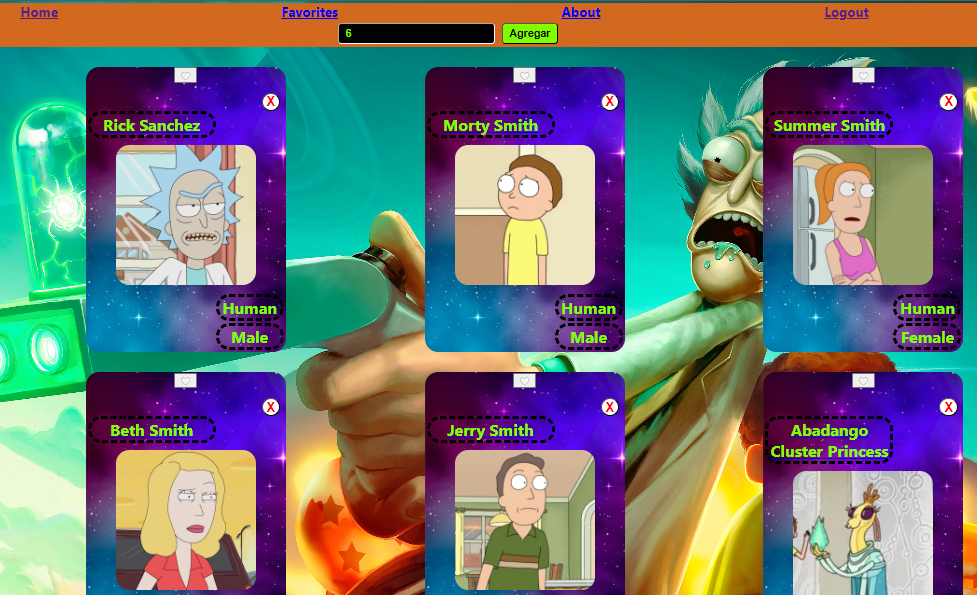 Home Favorites About Logout
6 Agregar
X X X
Rick Sanchez Morty Smith Summer Smith
Human Human Human
Male Male Female
X X X
Beth Smith Jerry Smith Abadango
Cluster Princess